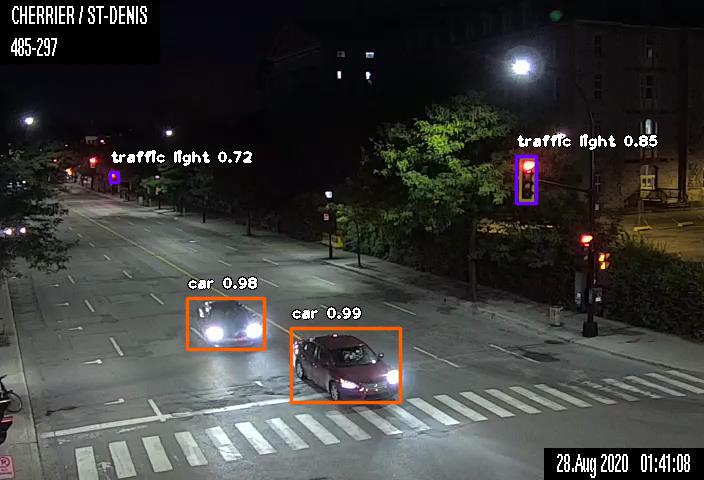 CHERRIER / ST-DENIS
485-297
traffic light 0.85
traffic light 0.72
car 0.98
car 0.99
28.Aug 2020 01:41:08